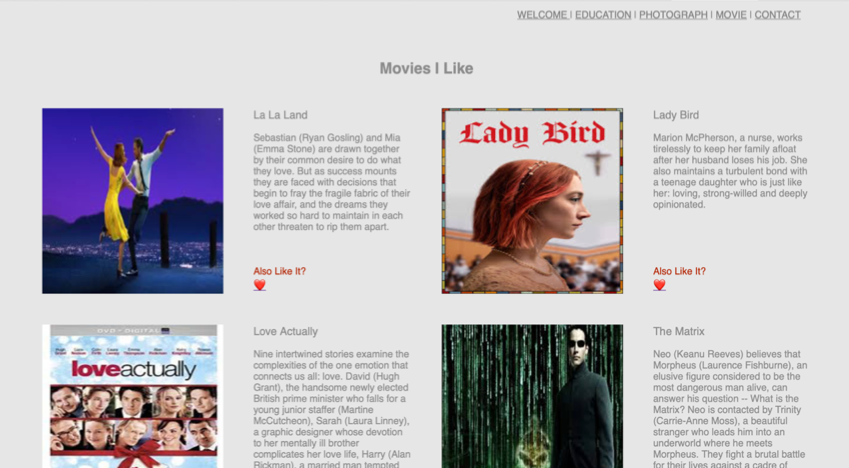 WELCOME | EDUCATION | PHOTOGRAPH | MOVIE | CONTACT
Movies I Like
La La Land
Sebastian (Ryan Gosling) and Mia
(Emma Stone) are drawn together
by their common desire to do what
they love. But as success mounts
they are faced with decisions that
begin to fray the fragile fabric of their
love affair, and the dreams they
worked so hard to maintain in each
other threaten to rip them apart.
Also Like It?
Lady Bird
Lady Bird
Marion McPherson, a nurse, works
tirelessly to keep her family afloat
after her husband loses his job. She
also maintains a turbulent bond with
a teenage daughter who is just like
her: loving, strong-willed and deeply
opinionated.
Also Like It?
DVD + DIGITAL
loveactually
Love Actually
Nine intertwined stories examine the
complexities of the one emotion that
connects us all: love. David (Hugh
Grant), the handsome newly elected
British prime minister who falls for a
young junior staffer (Martine
McCutcheon), Sarah (Laura Linney),
a graphic designer whose devotion
to her mentally ill brother
complicates her love life, Harry (Alan
Rickman), a married man tempted
The Matrix
Neo (Keanu Reeves) believes that
Morpheus (Laurence Fishburne), an
elusive figure considered to be the
most dangerous man alive, can
answer his question -- What is the
Matrix? Neo is contacted by Trinity
(Carrie-Anne Moss), a beautiful
stranger who leads him into an
underworld where he meets
Morpheus. They fight a brutal battle
for their lives against a cadre of